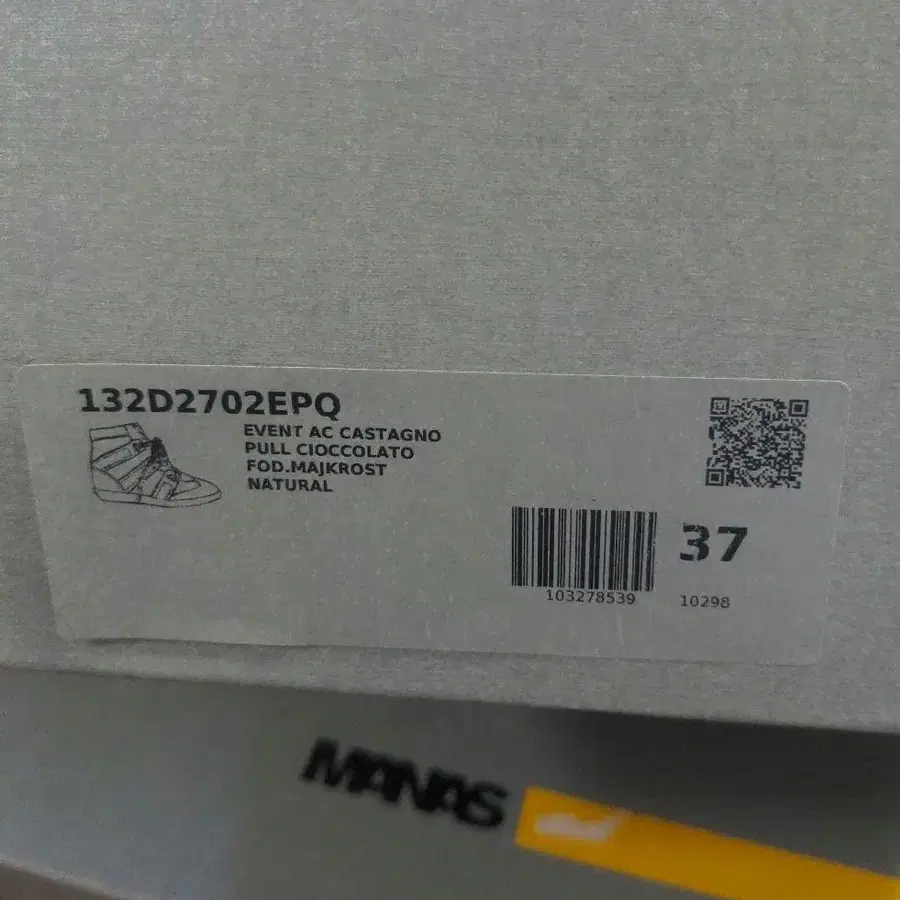 132D2702EPQ
EVENT AC CASTAGNO
PULL CIOCCOLATO
FOD.MAJKROST
NATURAL
37
103278539
10298
MANAS